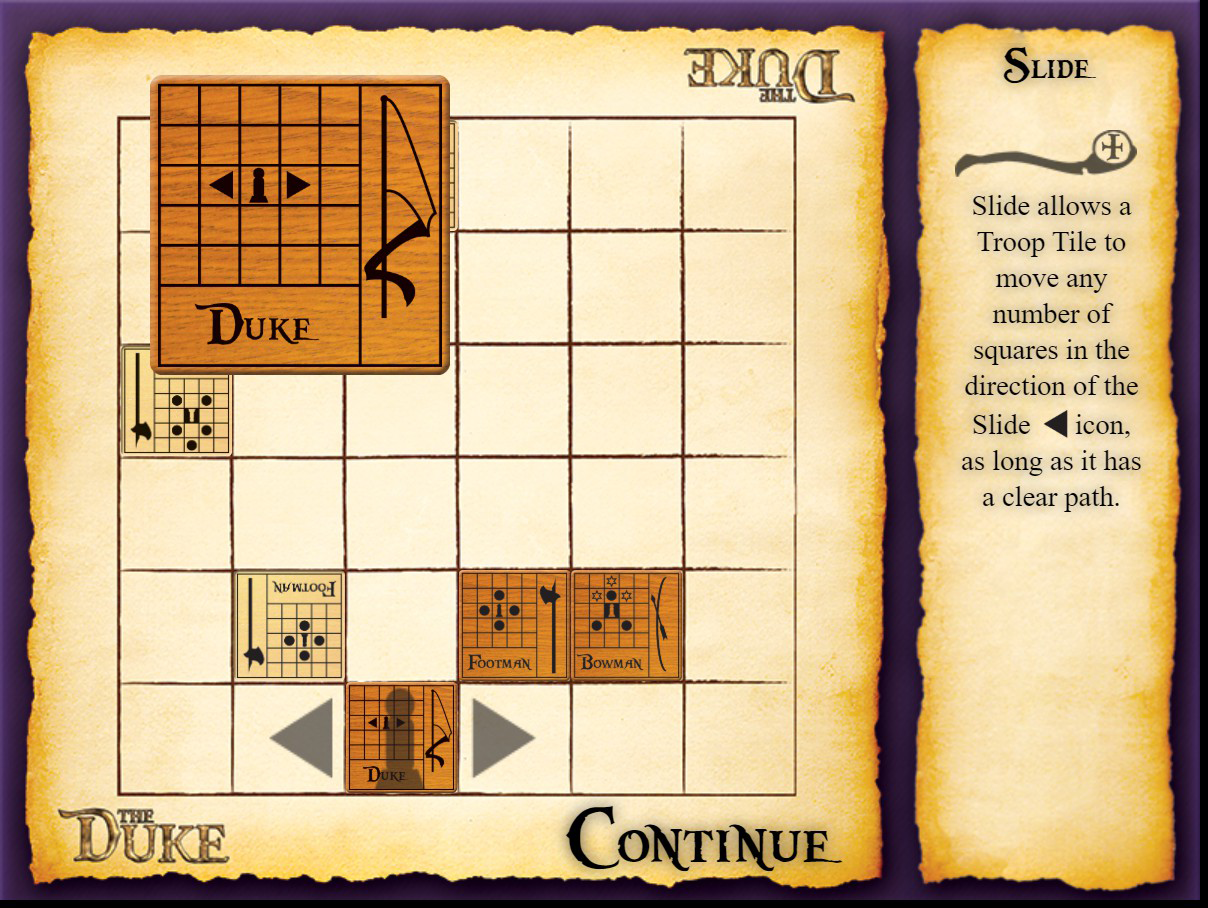 THE
DUKE
DUKE
FOOTMAN
FOOTMAN
BOWMAN
DUKE
THE
DUKE
CONTINUE
SLIDE
Slide allows a
Troop Tile to
move any
number of
squares in the
direction of the
Slide ◀ icon,
as long as it has
a clear path.